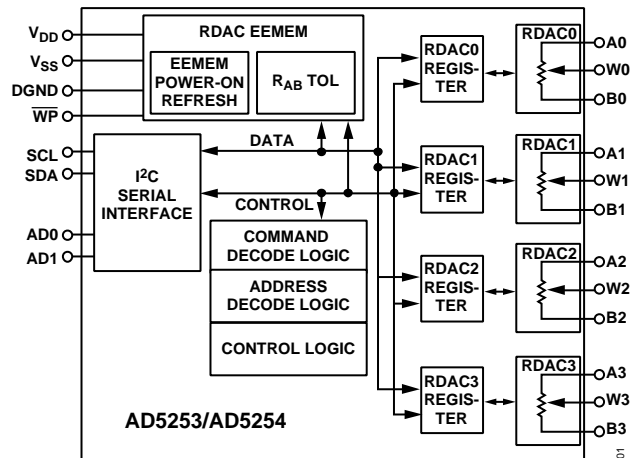 VDD
VSS
DGND
WP
SCL
SDA
AD0
AD1
RDAC EEMEM
EEMEM
POWER-ON
REFRESH
RAB TOL
DATA
I2C
SERIAL
INTERFACE
CONTROL
COMMAND
DECODE LOGIC
ADDRESS
DECODE LOGIC
CONTROL LOGIC
RDAC0
REGIS-
TER
RDAC1
REGIS-
TER
RDAC2
REGIS-
TER
RDAC3
REGIS-
TER
RDAC0
A0
W0
B0
RDAC1
A1
W1
B1
RDAC2
A2
W2
B2
RDAC3
A3
W3
B3
AD5253/AD5254
01